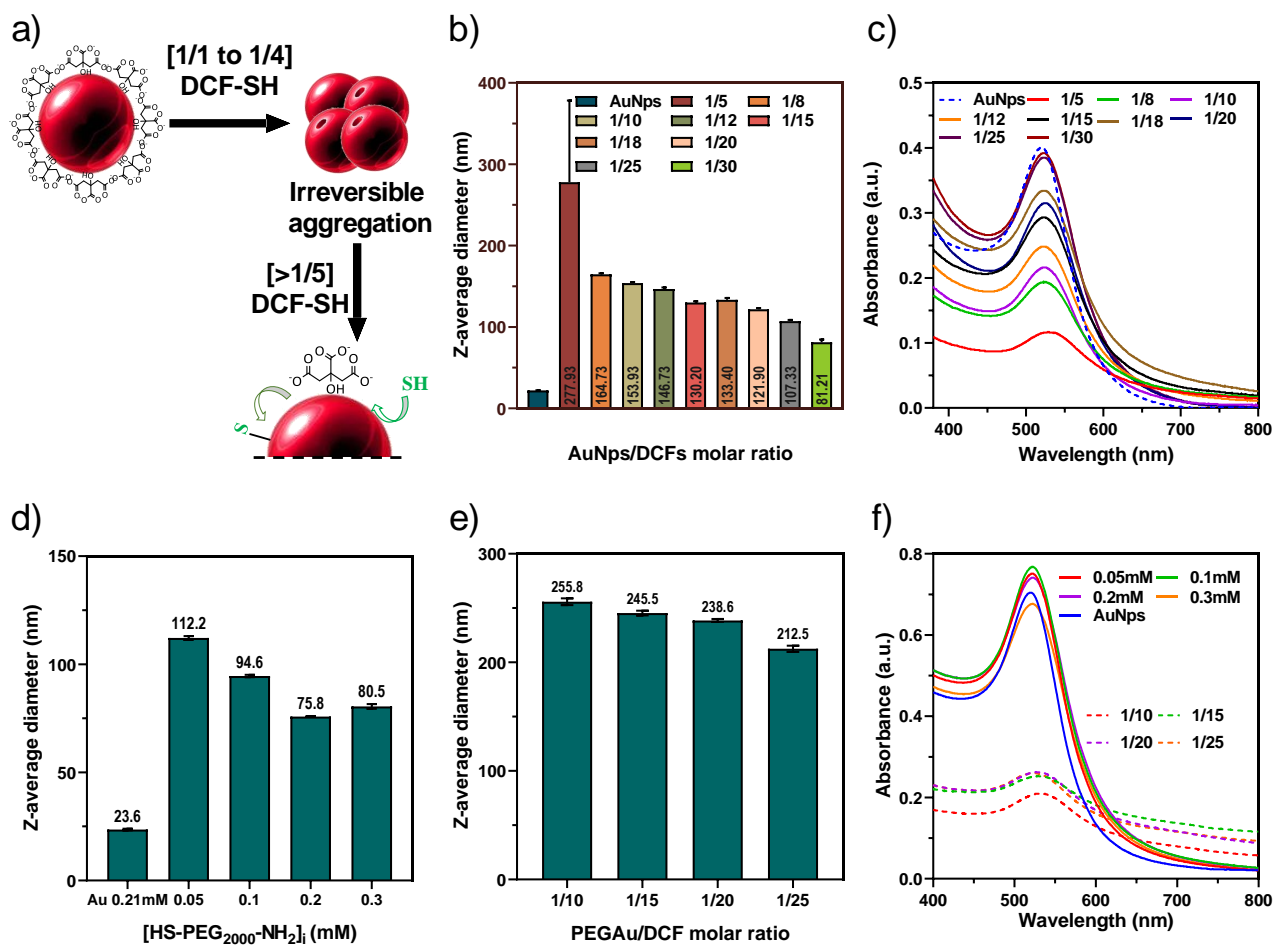 a)
[1/1 to 1/4]
DCF-SH
Irreversible
aggregation
[>1/5]
DCF-SH
COO⁻
⁻O
O
O
O⁻
OH
SH
S
b)
Z-average diameter (nm)
400
300
200
100
0
AuNps 1/5 1/8
1/10 1/12 1/15
1/18 1/20
1/25 1/30
277.93
164.73
153.93
146.73
130.20
133.40
121.90
107.33
81.21
AuNps/DCFs molar ratio
c)
Absorbance (a.u.)
0.5
0.4
0.3
0.2
0.1
0.0
AuNps 1/5 1/8 1/10
1/12 1/15 1/18 1/20
1/25 1/30
400 500 600 700 800
Wavelength (nm)
d)
Z-average diameter (nm)
150
100
50
0
23.6
112.2
94.6
75.8
80.5
Au 0.21mM 0.05 0.1 0.2 0.3
[HS-PEG₂₀₀₀-NH₂]ᵢ (mM)
e)
Z-average diameter (nm)
300
200
100
0
255.8
245.5
238.6
212.5
1/10 1/15 1/20 1/25
PEGAu/DCF molar ratio
f)
Absorbance (a.u.)
0.8
0.6
0.4
0.2
0.0
0.05mM 0.1mM
0.2mM 0.3mM
AuNps
1/10 1/15
1/20 1/25
400 500 600 700 800
Wavelength (nm)